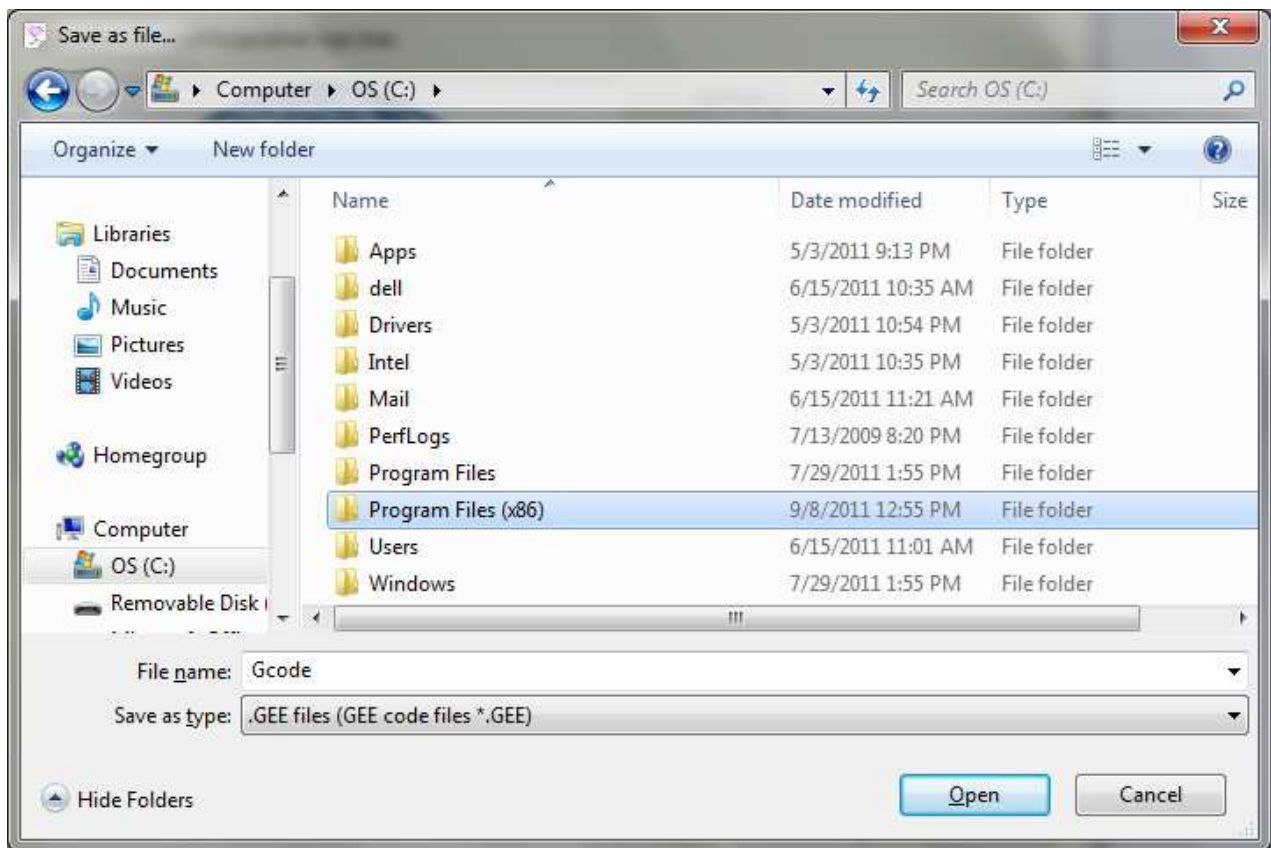 Save as file...
Computer OS (C:)
Search OS (C:)
Organize New folder
Name Date modified Type Size
Libraries
Documents
Music
Pictures
Videos
Homegroup
Computer
OS (C:)
Removable Disk (
Apps 5/3/2011 9:13 PM File folder
dell 6/15/2011 10:35 AM File folder
Drivers 5/3/2011 10:54 PM File folder
Intel 5/3/2011 10:35 PM File folder
Mail 6/15/2011 11:21 AM File folder
PerfLogs 7/13/2009 8:20 PM File folder
Program Files 7/29/2011 1:55 PM File folder
Program Files (x86) 9/8/2011 12:55 PM File folder
Users 6/15/2011 11:01 AM File folder
Windows 7/29/2011 1:55 PM File folder
File name: Gcode
Save as type: .GEE files (GEE code files *.GEE)
Hide Folders
Open Cancel